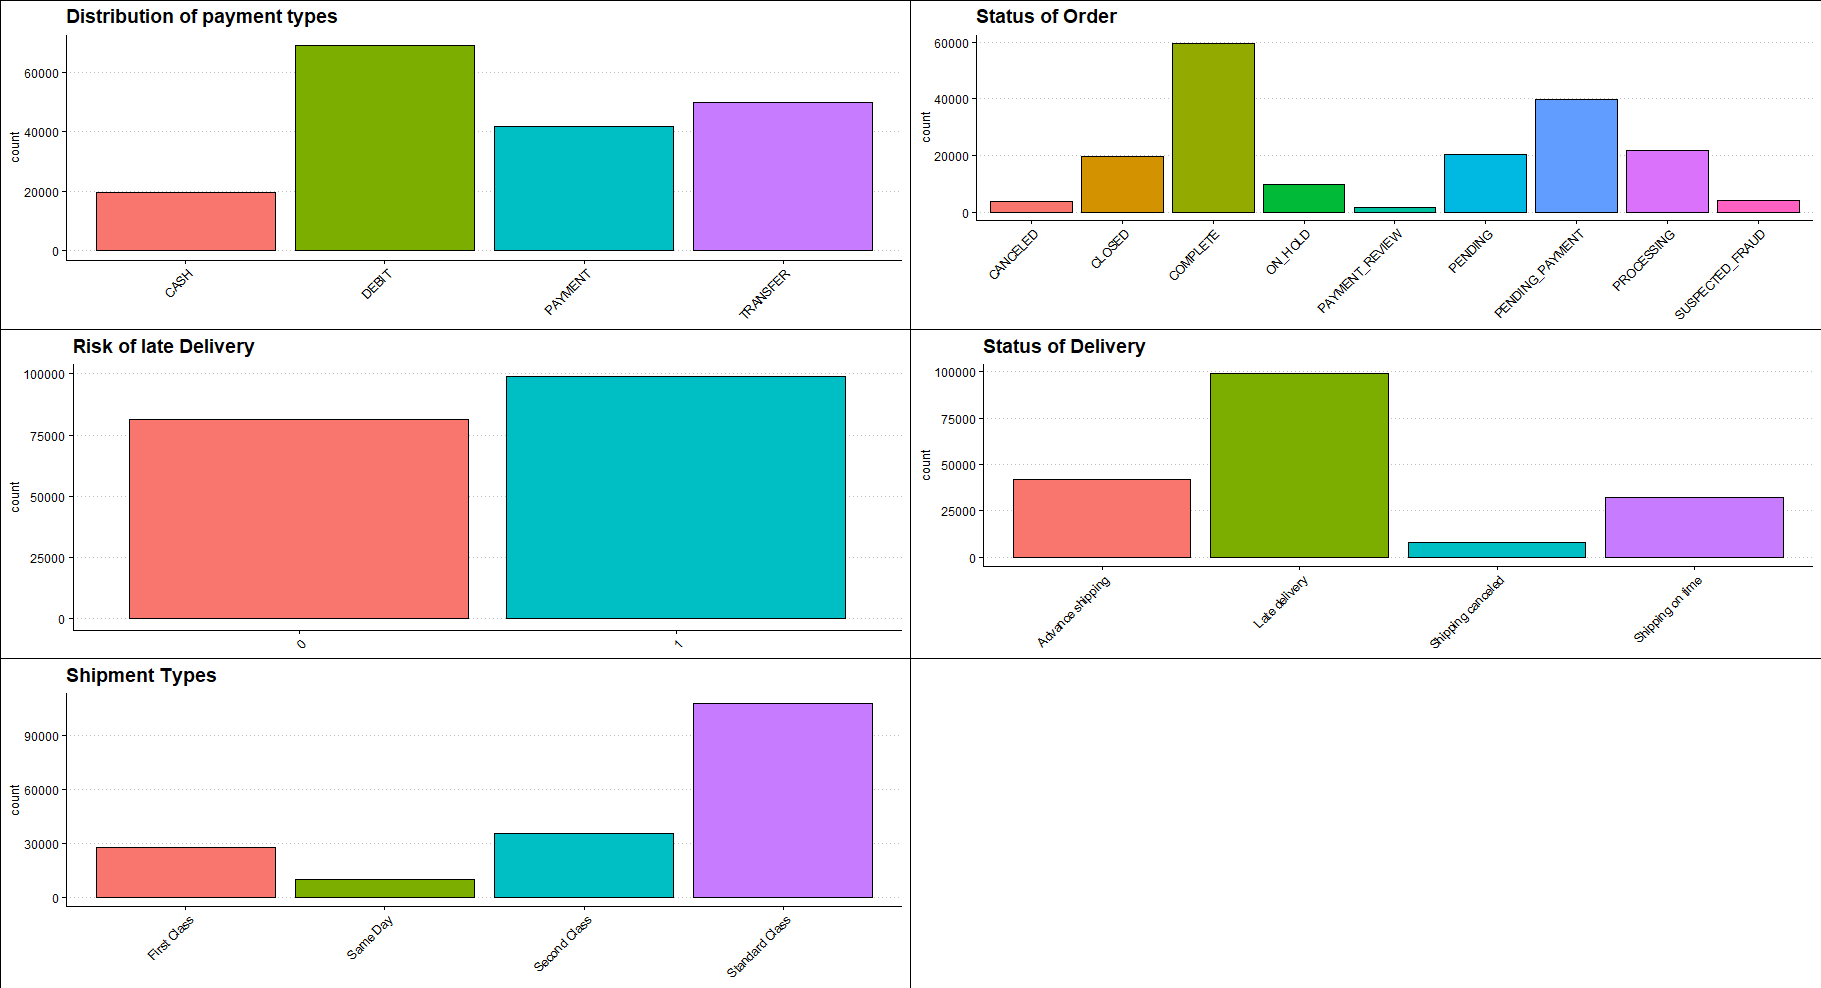 Distribution of payment types
count
60000
40000
20000
0
CASH
DEBIT
PAYMENT
TRANSFER
Status of Order
count
60000
40000
20000
0
CANCELED
CLOSED
COMPLETE
ON_HOLD
PAYMENT_REVIEW
PENDING
PENDING_PAYMENT
PROCESSING
SUSPECTED_FRAUD
Risk of late Delivery
count
100000
75000
50000
25000
0
0
1
Status of Delivery
count
100000
75000
50000
25000
0
Advance shipping
Late delivery
Shipping canceled
Shipping on time
Shipment Types
count
90000
60000
30000
0
First Class
Same Day
Second Class
Standard Class